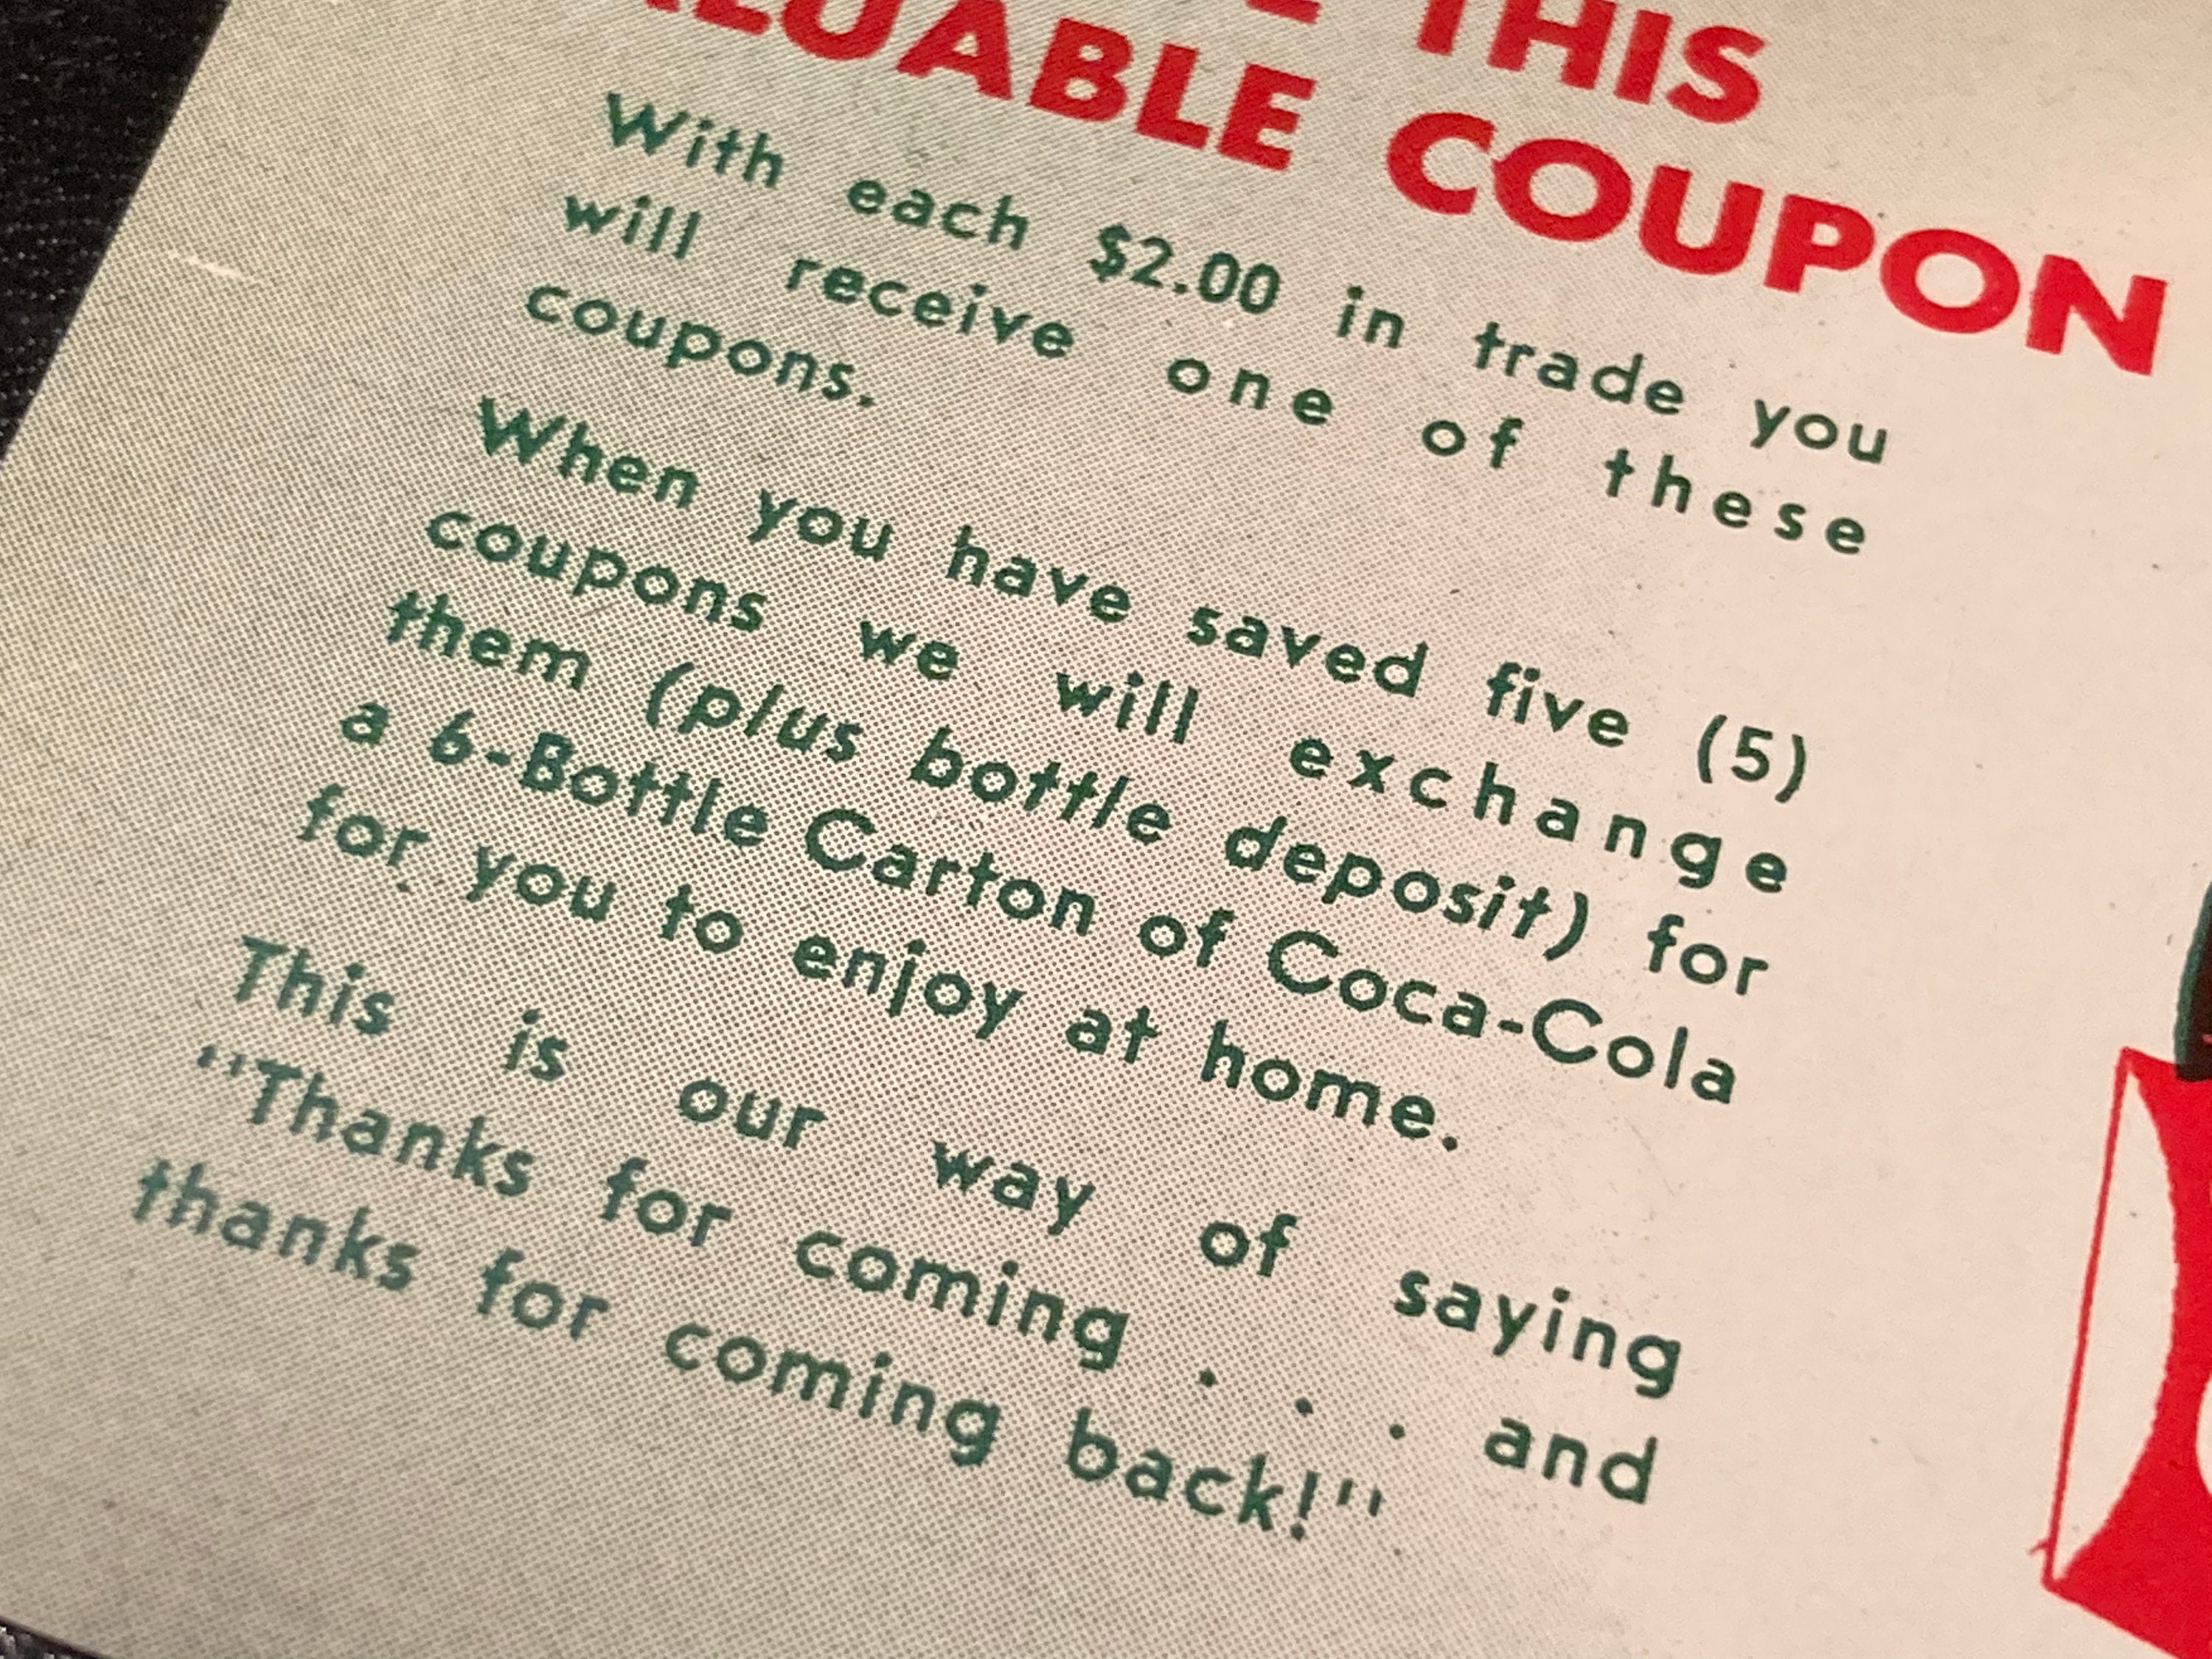 THIS
COUPON
With each $2.00 in trade you
will receive one of these
coupons.
When you have saved five (5)
coupons we will exchange
them (plus bottle deposit) for
a 6-Bottle Carton of Coca-Cola
for you to enjoy at home.
This is our way of saying
"Thanks for coming . . . and
thanks for coming back!"